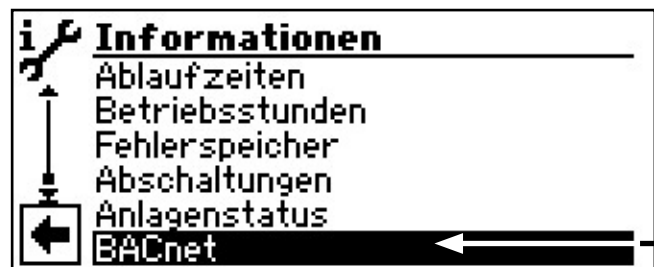 Informationen
Ablaufzeiten
Betriebsstunden
Fehlerspeicher
Abschaltungen
Anlagenstatus
BACnet